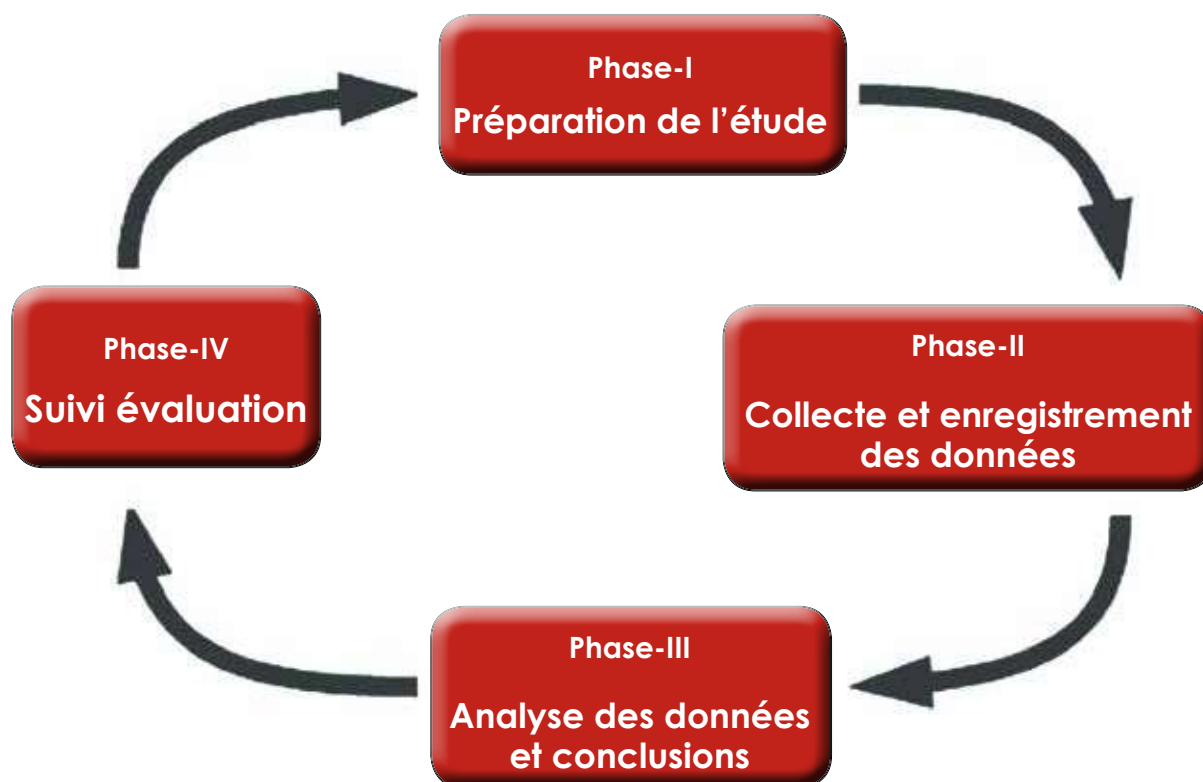 Phase-I
Préparation de l’étude
Phase-II
Collecte et enregistrement
des données
Phase-III
Analyse des données
et conclusions
Phase-IV
Suivi évaluation